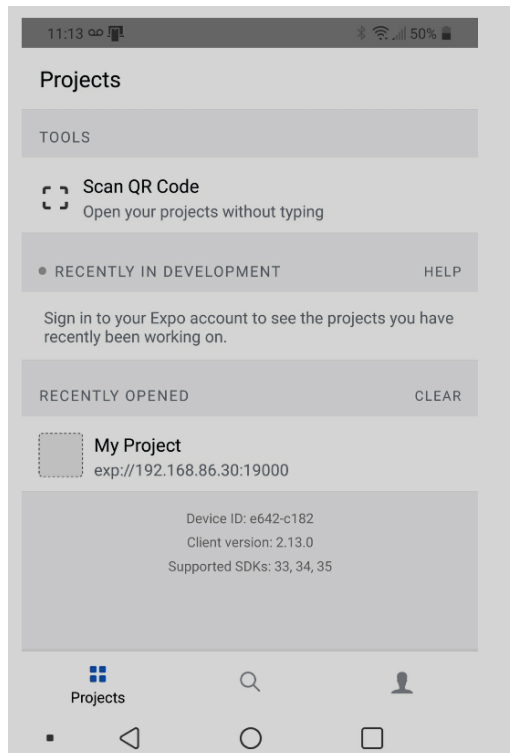 11:13
50%
Projects
TOOLS
Scan QR Code
Open your projects without typing
RECENTLY IN DEVELOPMENT
HELP
Sign in to your Expo account to see the projects you have
recently been working on.
RECENTLY OPENED
CLEAR
My Project
exp://192.168.86.30:19000
Device ID: e642-c182
Client version: 2.13.0
Supported SDKs: 33, 34, 35
Projects